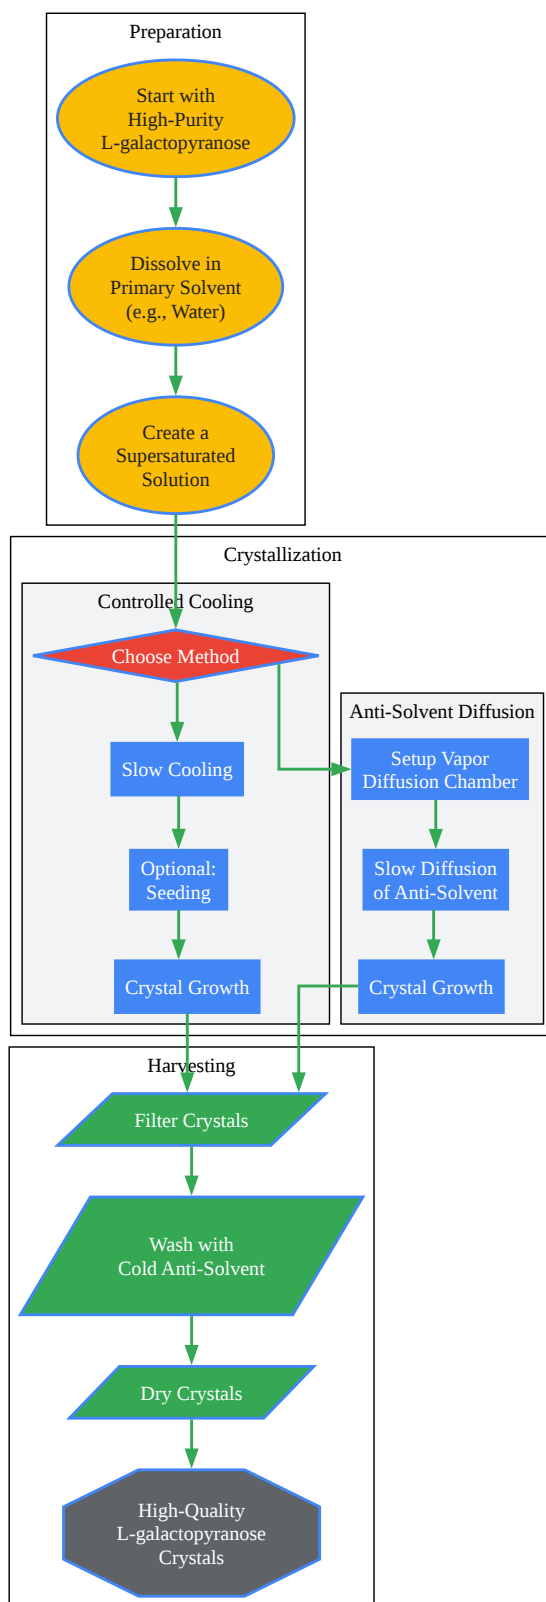 Preparation
Start with
High-Purity
L-galactopyranose
Dissolve in
Primary Solvent
(e.g., Water)
Create a
Supersaturated
Solution
Crystallization
Controlled Cooling
Choose Method
Slow Cooling
Optional:
Seeding
Crystal Growth
Anti-Solvent Diffusion
Setup Vapor
Diffusion Chamber
Slow Diffusion
of Anti-Solvent
Crystal Growth
Harvesting
Filter Crystals
Wash with
Cold Anti-Solvent
Dry Crystals
High-Quality
L-galactopyranose
Crystals